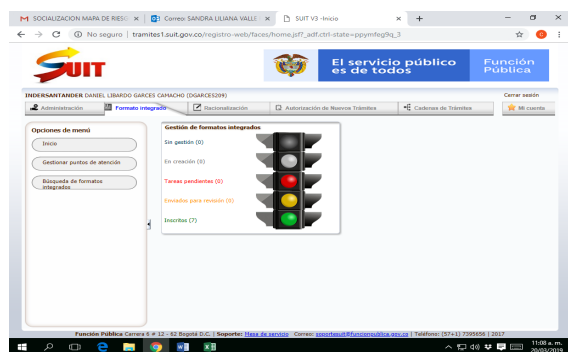 SOCIALIZACION MAPA DE RIESG
Correo: SANDRA LILIANA VALLE
SUIT V3 -Inicio
No seguro | tramites1.suit.gov.co/registro-web/faces/home.jsf?_adf.ctrl-state=ppymfeg9q_3
SUIT
El servicio público
es de todos
Función
Pública
INDERSANTANDER DANIEL LIBARDO GARCES CAMACHO (DGARCES209)
Cerrar sesión
Administración
Formato integrado
Racionalización
Autorización de Nuevos Trámites
Cadenas de Trámites
Mi cuenta
Opciones de menú
Inicio
Gestionar puntos de atención
Búsqueda de formatos
integrados
Gestión de formatos integrados
Sin gestión (0)
En creación (0)
Tareas pendientes (0)
Enviados para revisión (0)
Inscritos (7)
Función Pública Carrera 6 # 12 - 62 Bogotá D.C. | Soporte: Mesa de servicio - Correo: soportesuit@funcionpublica.gov.co | Teléfono: (57+1) 7395656 | 2017
11:08 a. m.
20/03/2019